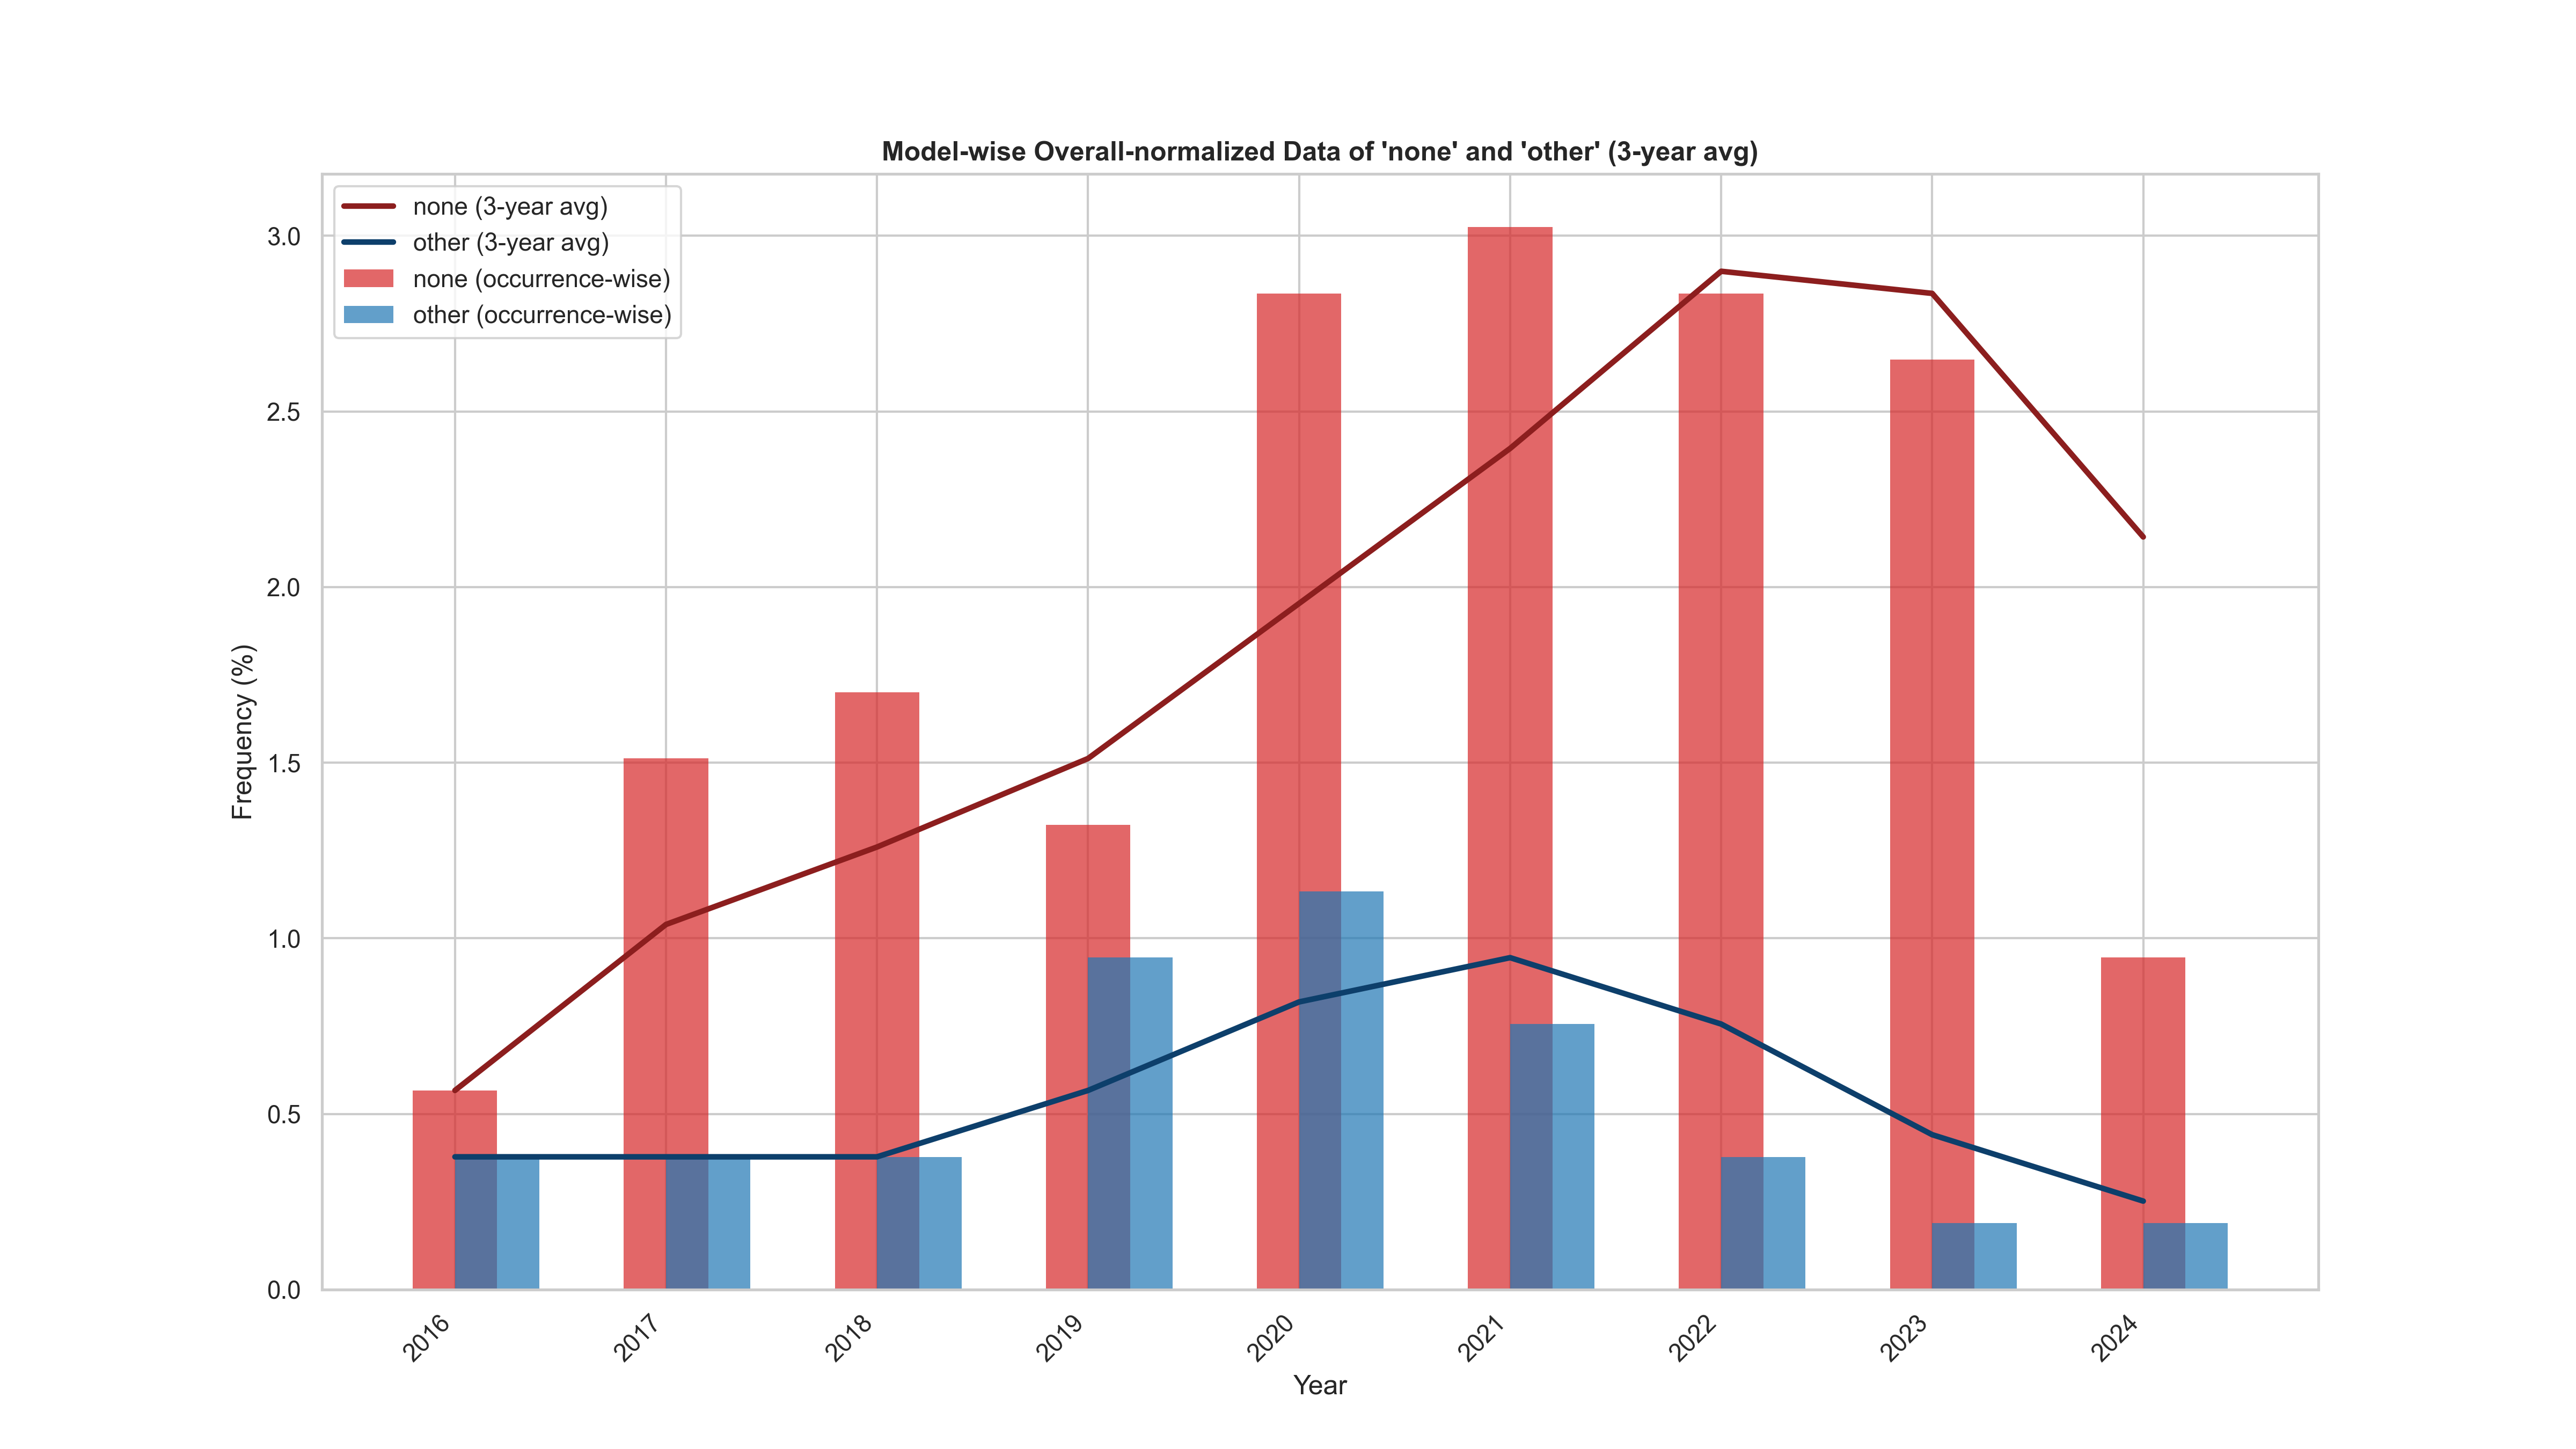 Model-wise Overall-normalized Data of 'none' and 'other' (3-year avg)
none (3-year avg)
other (3-year avg)
none (occurrence-wise)
other (occurrence-wise)
3.0
2.5
2.0
1.5
1.0
0.5
0.0
Frequency (%)
2016
2017
2018
2019
2020
2021
2022
2023
2024
Year